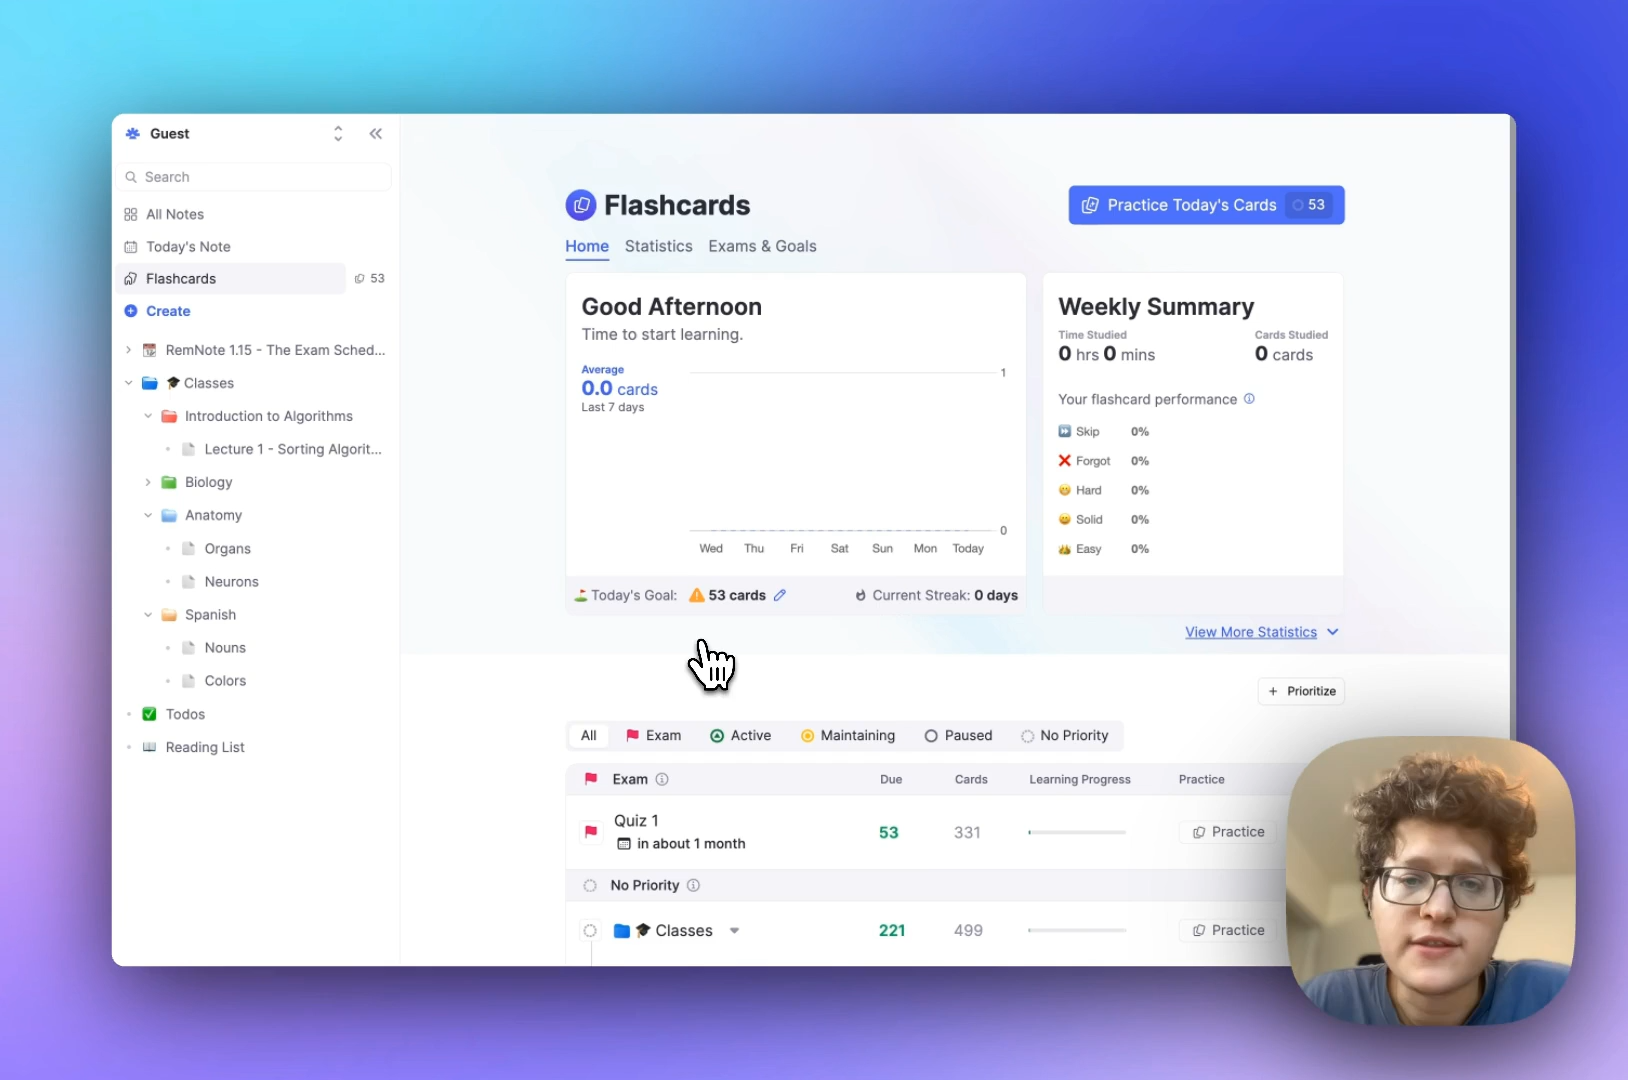 Guest
Search
All Notes
Today's Note
Flashcards 53
Create
RemNote 1.15 - The Exam Sched...
Classes
Introduction to Algorithms
Lecture 1 - Sorting Algorit...
Biology
Anatomy
Organs
Neurons
Spanish
Nouns
Colors
Todos
Reading List
Flashcards
Practice Today's Cards 53
Home Statistics Exams & Goals
Good Afternoon
Time to start learning.
Average
0.0 cards
Last 7 days
1
0
Wed Thu Fri Sat Sun Mon Today
Today's Goal: 53 cards Current Streak: 0 days
Weekly Summary
Time Studied Cards Studied
0 hrs 0 mins 0 cards
Your flashcard performance
Skip 0%
Forgot 0%
Hard 0%
Solid 0%
Easy 0%
View More Statistics
+ Prioritize
All Exam Active Maintaining Paused No Priority
Exam Due Cards Learning Progress Practice
Quiz 1
in about 1 month
53 331 Practice
No Priority
Classes 221 499 Practice